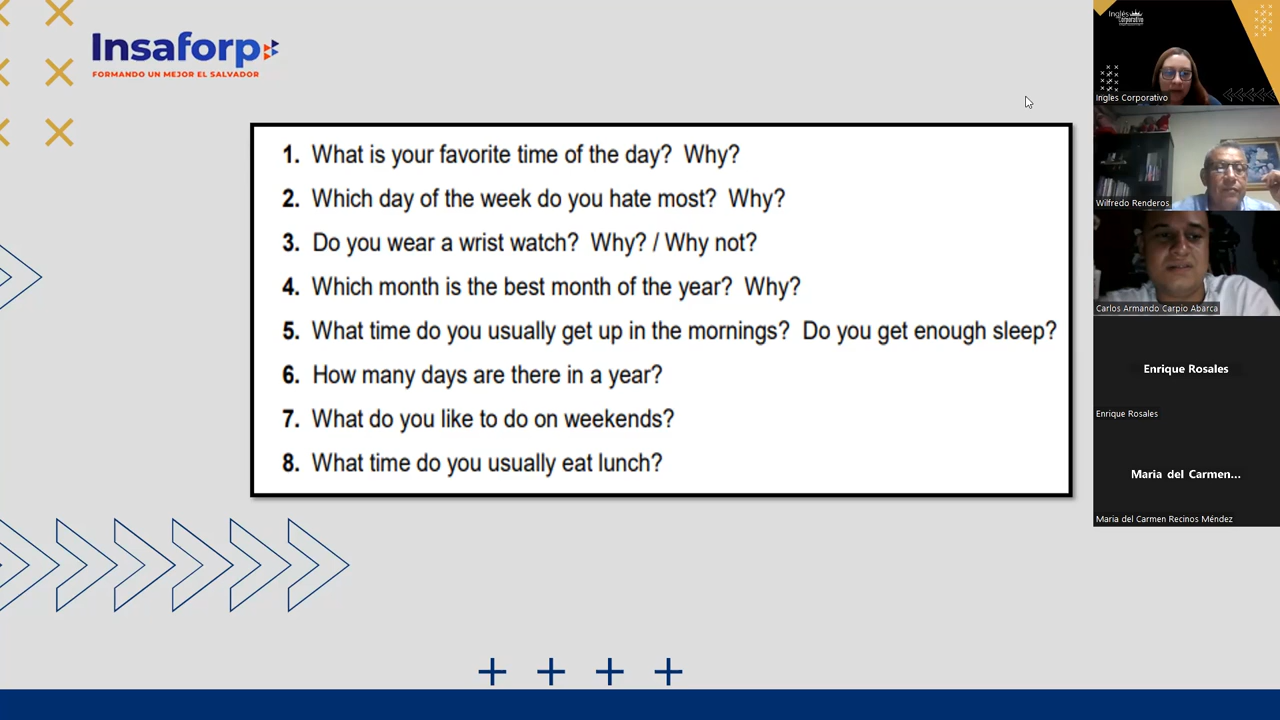 Insaforp
FORMANDO UN MEJOR EL SALVADOR
1. What is your favorite time of the day? Why?
2. Which day of the week do you hate most? Why?
3. Do you wear a wrist watch? Why? / Why not?
4. Which month is the best month of the year? Why?
5. What time do you usually get up in the mornings? Do you get enough sleep?
6. How many days are there in a year?
7. What do you like to do on weekends?
8. What time do you usually eat lunch?
Inglés
Corporativo
Ingles Corporativo
Wilfredo Renderos
Carlos Armando Carpio Abarca
Enrique Rosales
Enrique Rosales
Maria del Carmen...
Maria del Carmen Recinos Méndez